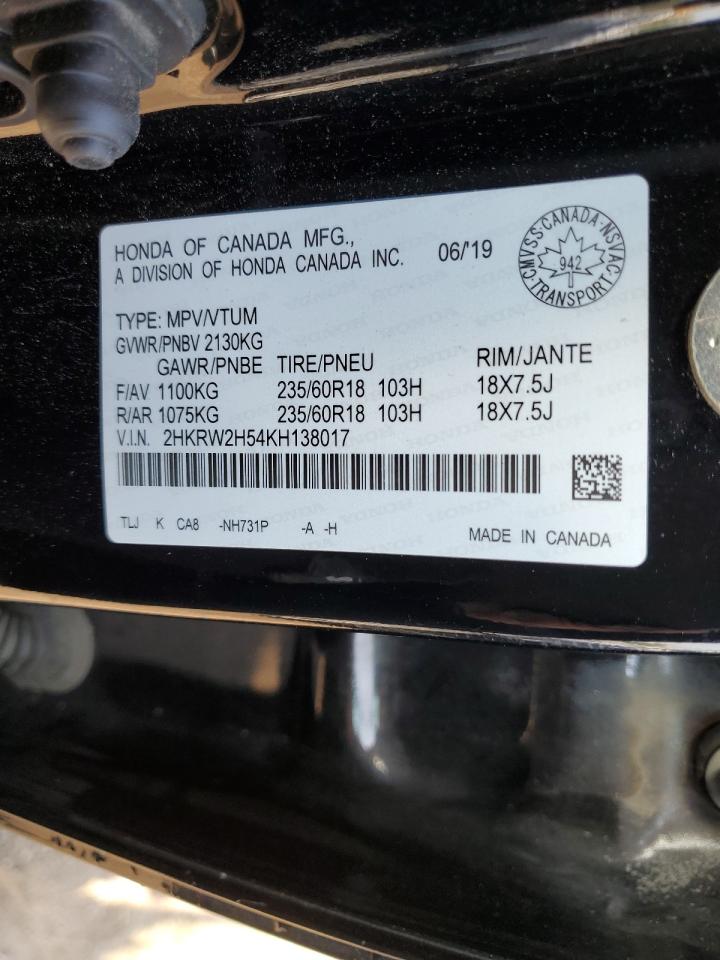 HONDA OF CANADA MFG.,
A DIVISION OF HONDA CANADA INC. 06/'19
CMVSS·CANADA·NSVAC·TRANSPORT·
942
TYPE: MPV/VTUM
GVWR/PNBV 2130KG
GAWR/PNBE TIRE/PNEU RIM/JANTE
F/AV 1100KG 235/60R18 103H 18X7.5J
R/AR 1075KG 235/60R18 103H 18X7.5J
V.I.N. 2HKRW2H54KH138017
TLJ K CA8 -NH731P -A -H MADE IN CANADA